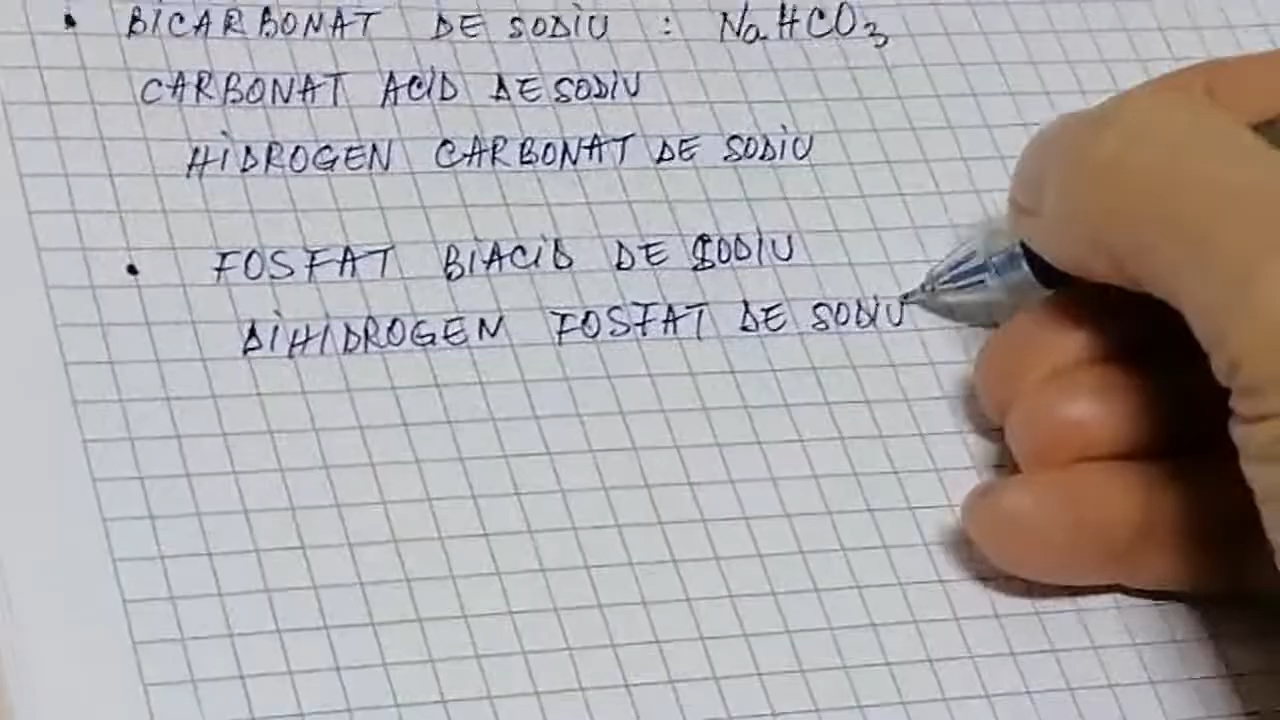 • BiCARBONAT DE SODiU : NaHCO₃
CARBONAT ACiD DE SODiU
HiDROGEN CARBONAT DE SODiU
• FOSFAT BiACiD DE SODiU
DiHiDROGEN FOSFAT DE SODiU